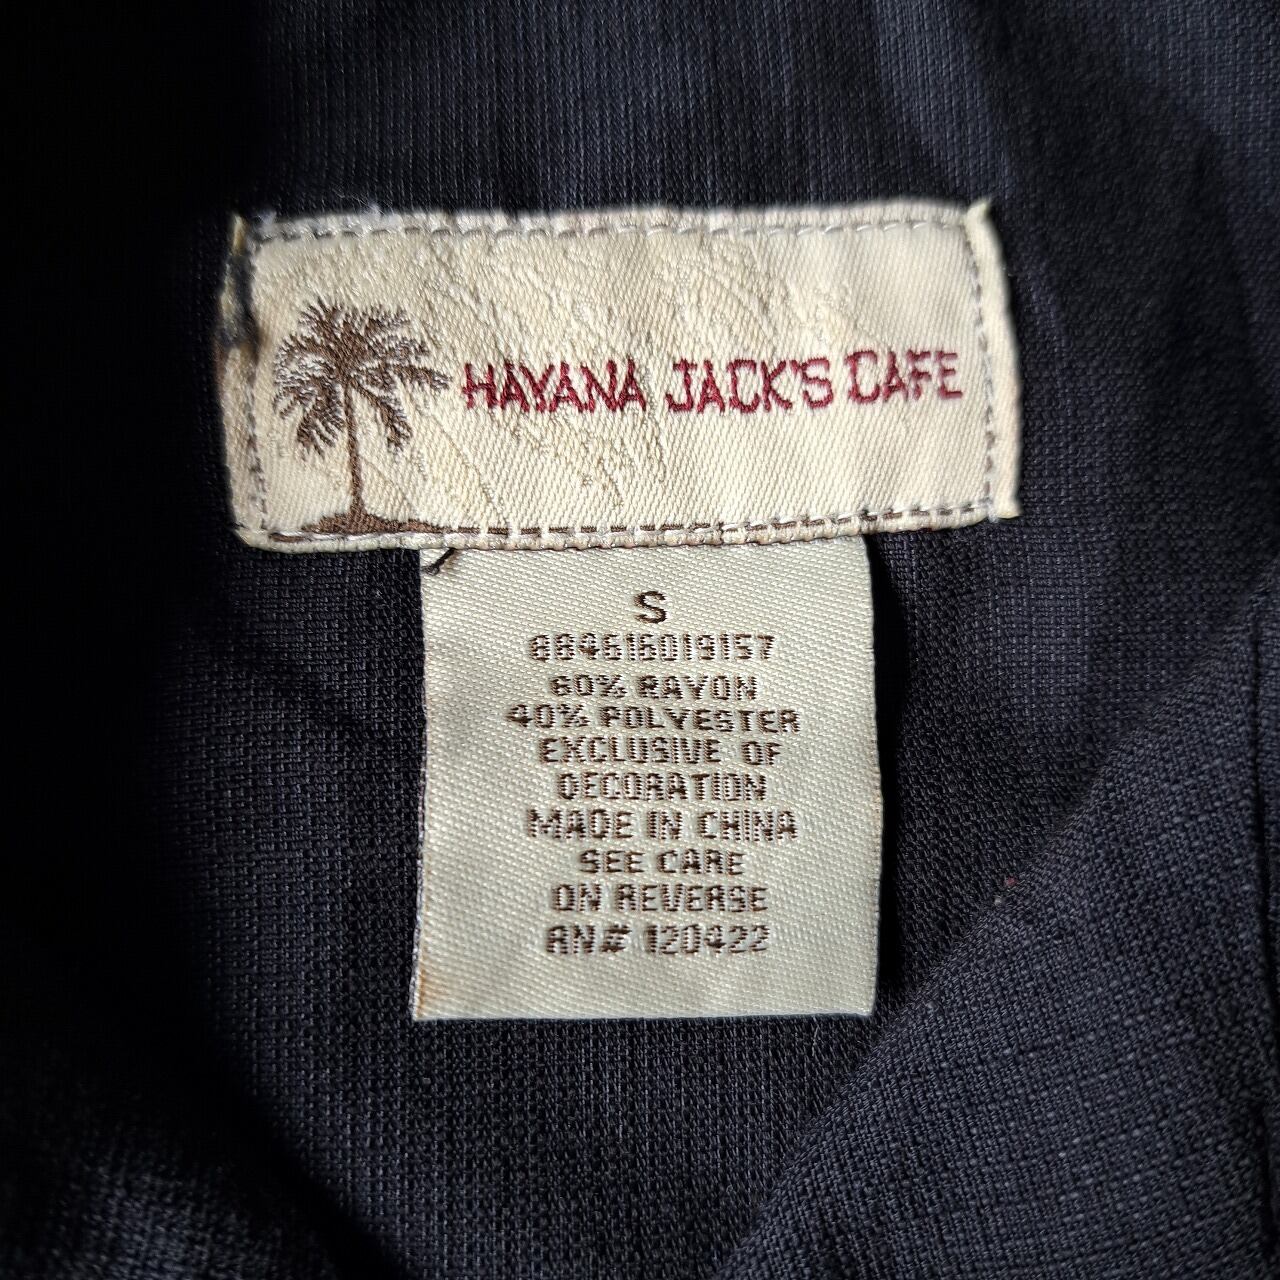 HAVANA JACK'S CAFE
S
884616019157
60% RAYON
40% POLYESTER
EXCLUSIVE OF
DECORATION
MADE IN CHINA
SEE CARE
ON REVERSE
RN# 120422